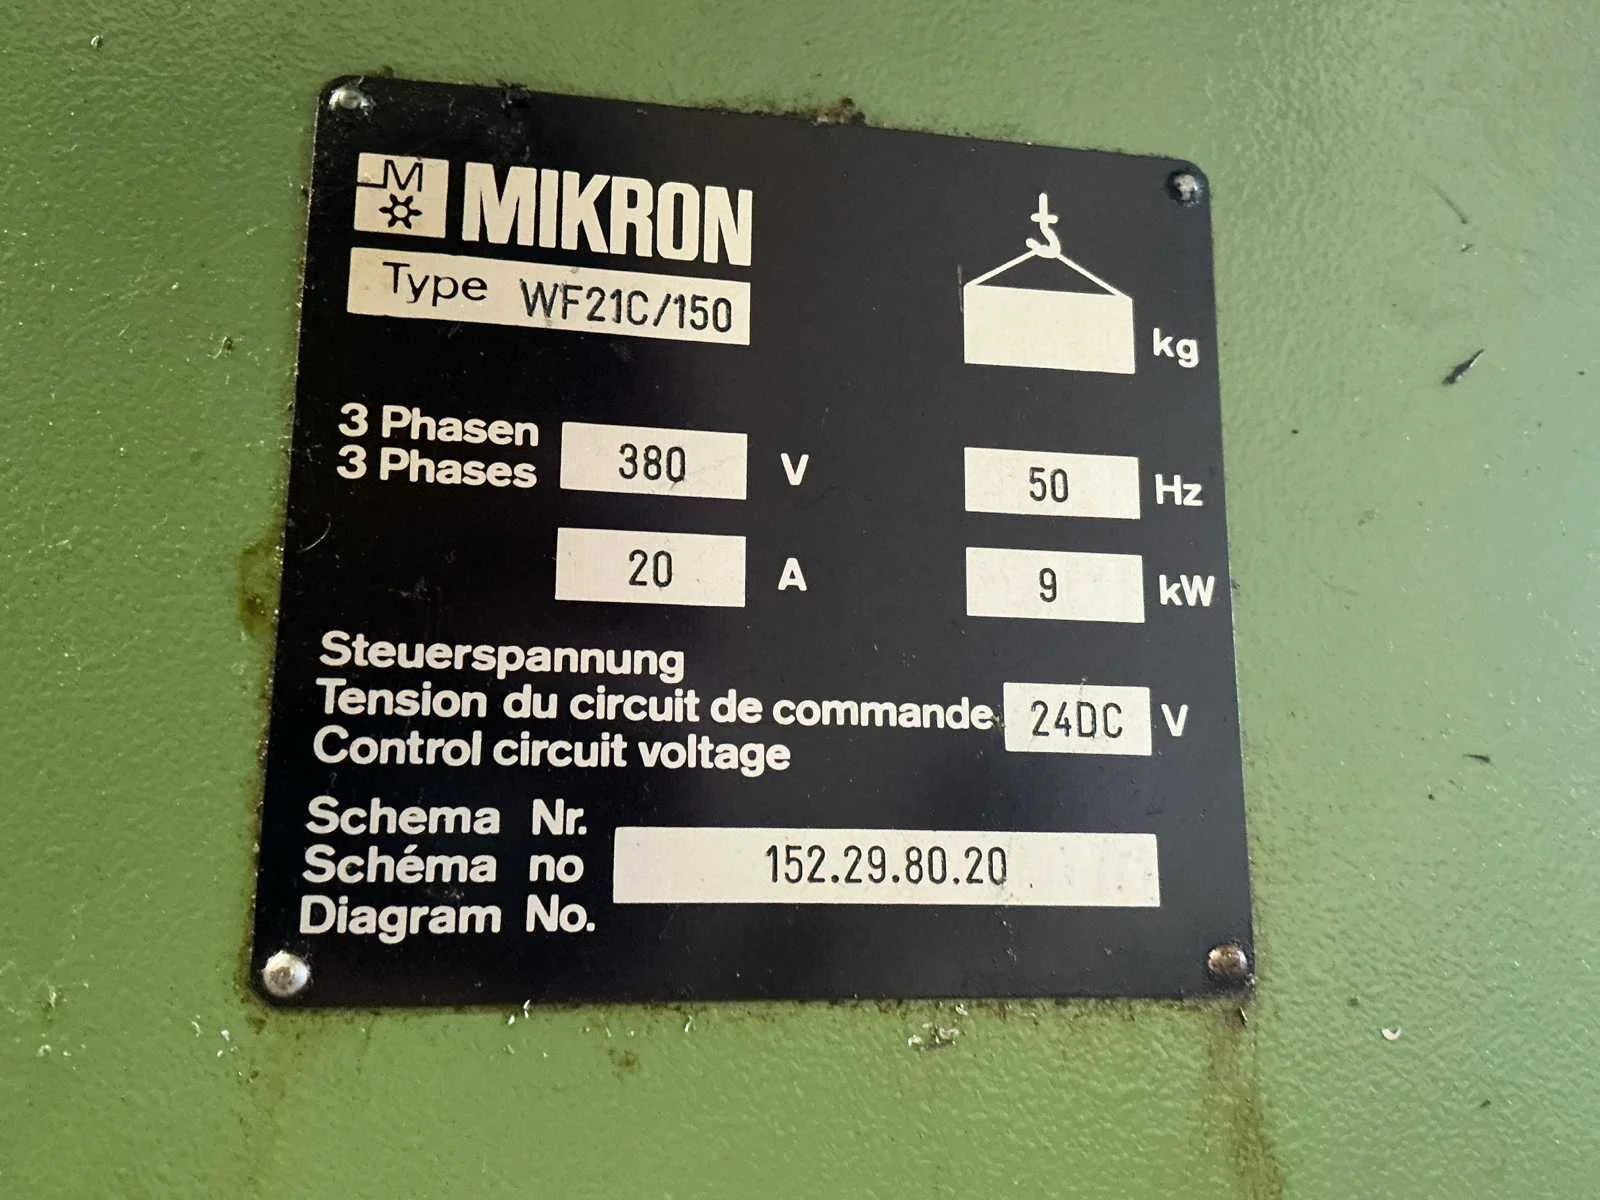 M MIKRON
Type WF21C/150
kg
3 Phasen
3 Phases 380 V 50 Hz
20 A 9 kW
Steuerspannung
Tension du circuit de commande 24DC V
Control circuit voltage
Schema Nr.
Schéma no 152.29.80.20
Diagram No.